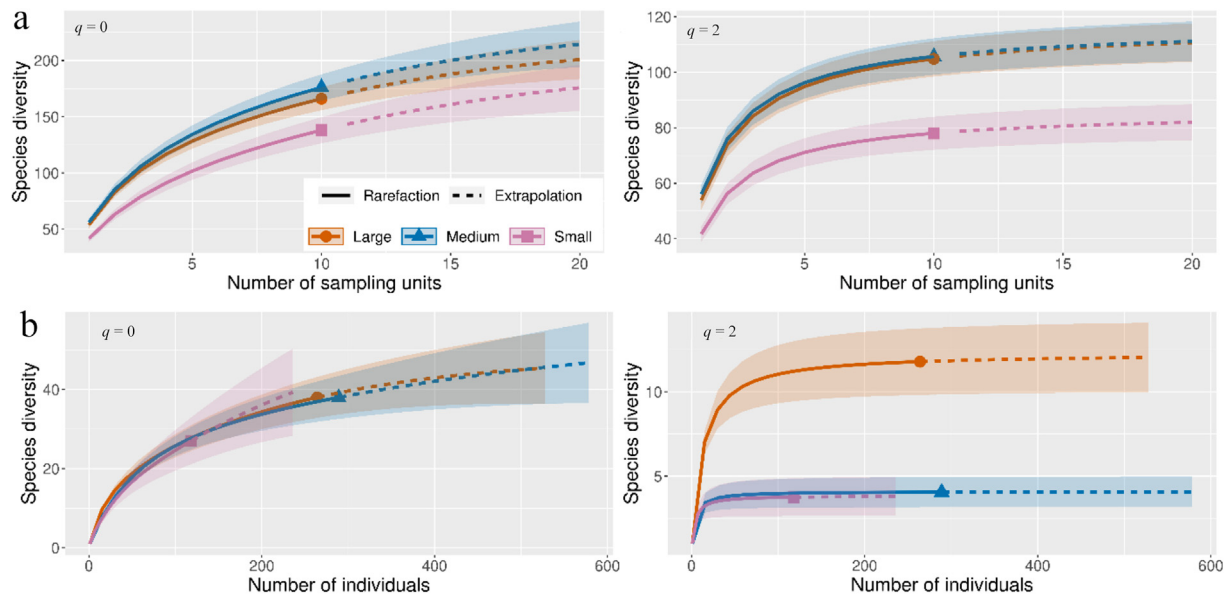 a
q = 0
Species diversity
200
150
100
50
5
10
15
20
Number of sampling units
Rarefaction
Extrapolation
Large
Medium
Small
q = 2
Species diversity
120
100
80
60
40
5
10
15
20
Number of sampling units
b
q = 0
Species diversity
40
20
0
0
200
400
600
Number of individuals
q = 2
Species diversity
10
5
0
200
400
600
Number of individuals